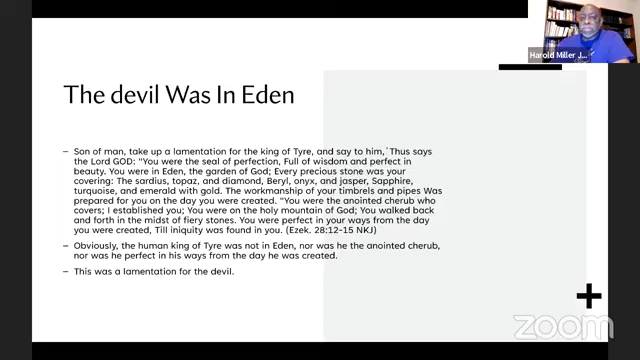 Harold Miller J...
The devil Was In Eden
– Son of man, take up a lamentation for the king of Tyre, and say to him, 'Thus says
the Lord GOD: "You were the seal of perfection, Full of wisdom and perfect in
beauty. You were in Eden, the garden of God; Every precious stone was your
covering: The sardius, topaz, and diamond, Beryl, onyx, and jasper, Sapphire,
turquoise, and emerald with gold. The workmanship of your timbrels and pipes Was
prepared for you on the day you were created. "You were the anointed cherub who
covers; I established you; You were on the holy mountain of God; You walked back
and forth in the midst of fiery stones. You were perfect in your ways from the day
you were created, Till iniquity was found in you. (Ezek. 28:12-15 NKJ)
– Obviously, the human king of Tyre was not in Eden, nor was he the anointed cherub,
nor was he perfect in his ways from the day he was created.
– This was a lamentation for the devil.
zoom